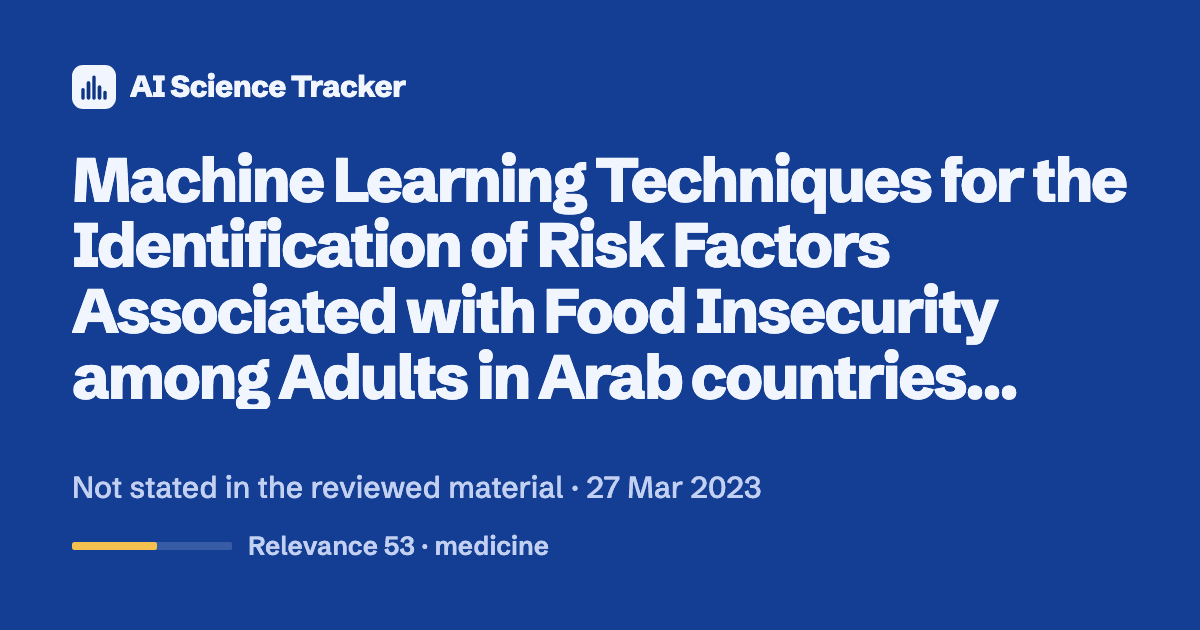 AI Science Tracker
Machine Learning Techniques for the
Identification of Risk Factors
Associated with Food Insecurity
among Adults in Arab countries...
Not stated in the reviewed material · 27 Mar 2023
Relevance 53 · medicine